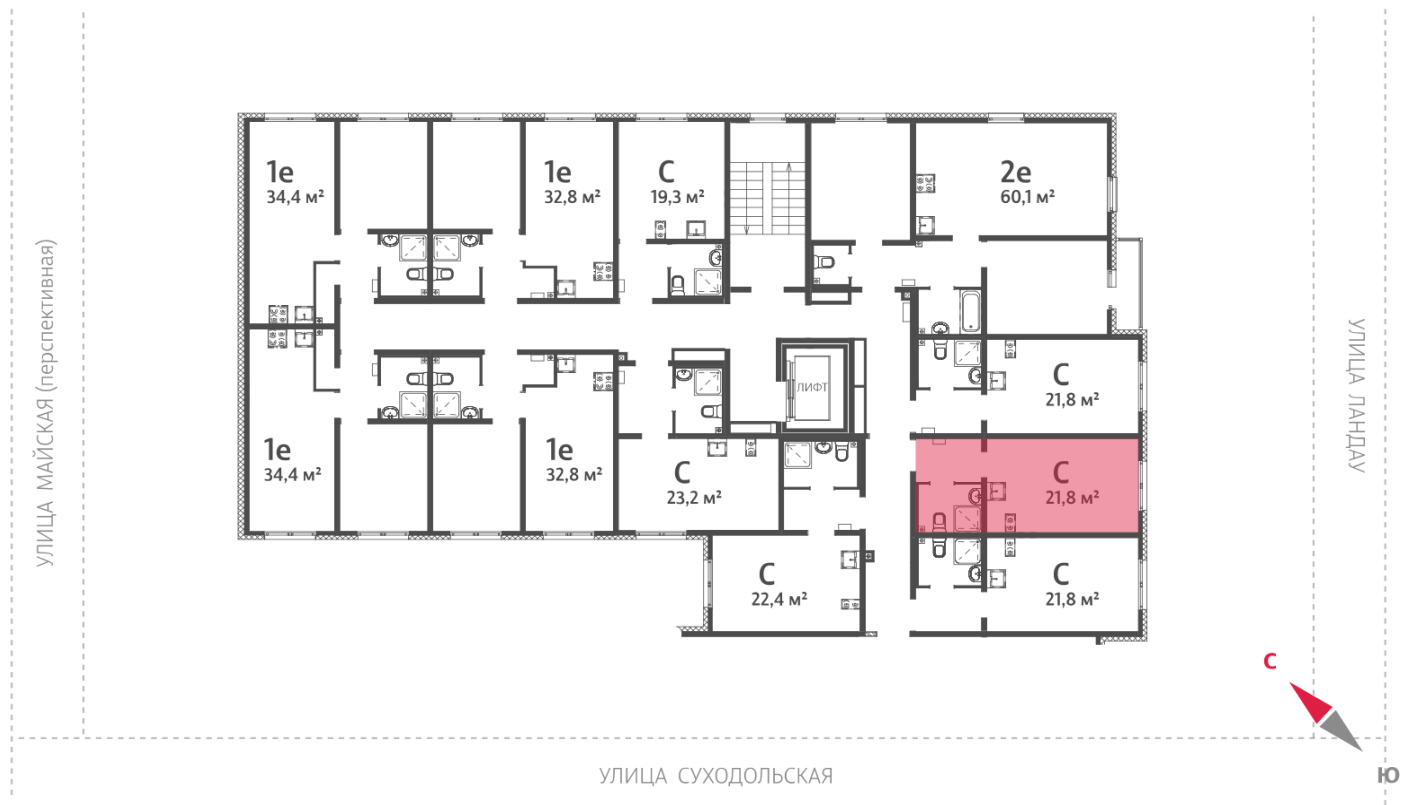 1е
34,4 м²
1е
32,8 м²
С
19,3 м²
2е
60,1 м²
УЛИЦА МАЙСКАЯ (перспективная)
ЛИФТ
С
21,8 м²
УЛИЦА ЛАНДАУ
1е
34,4 м²
1е
32,8 м²
С
23,2 м²
С
21,8 м²
С
22,4 м²
С
21,8 м²
С
Ю
УЛИЦА СУХОДОЛЬСКАЯ